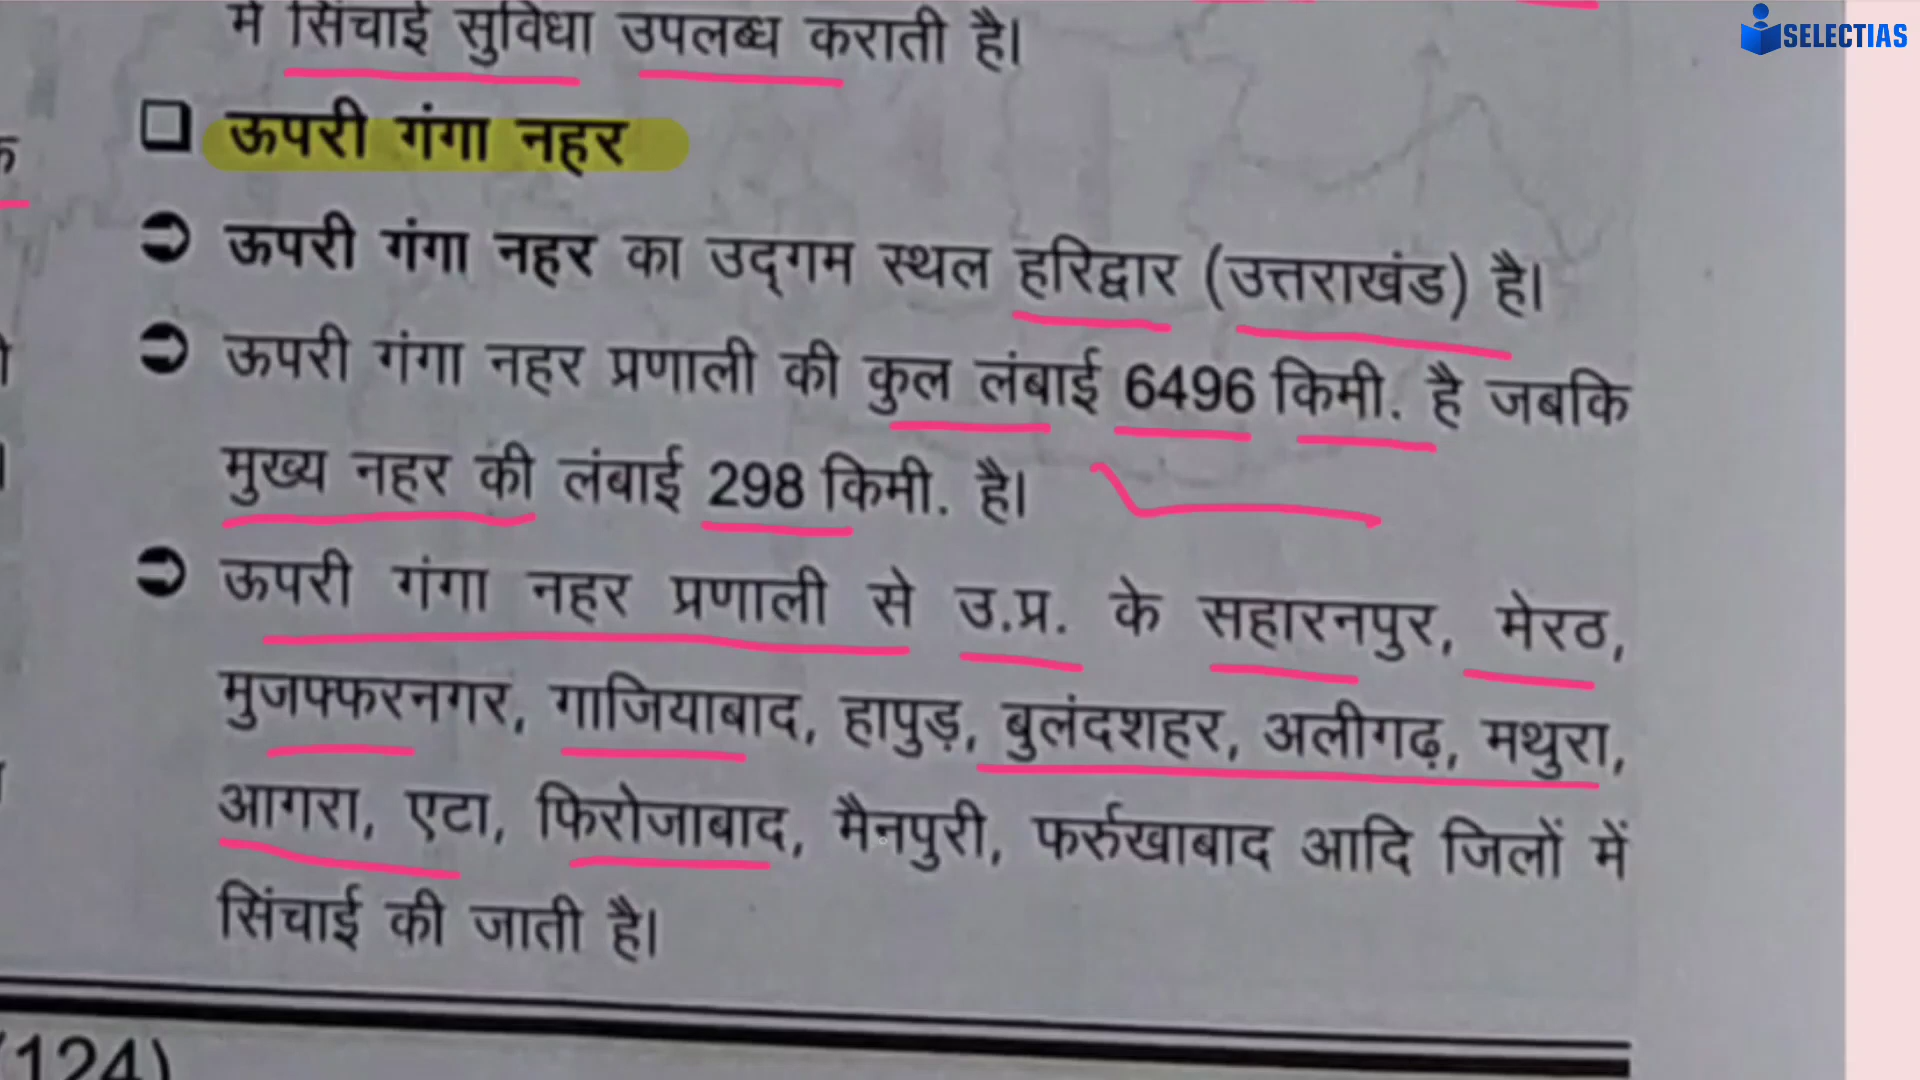 में सिंचाई सुविधा उपलब्ध कराती है।
SELECTIAS
ऊपरी गंगा नहर
ऊपरी गंगा नहर का उद्‌गम स्थल हरिद्वार (उत्तराखंड) है।
ऊपरी गंगा नहर प्रणाली की कुल लंबाई 6496 किमी. है जबकि
मुख्य नहर की लंबाई 298 किमी. है।
ऊपरी गंगा नहर प्रणाली से उ.प्र. के सहारनपुर, मेरठ,
मुजफ्फरनगर, गाजियाबाद, हापुड़, बुलंदशहर, अलीगढ़, मथुरा,
आगरा, एटा, फिरोजाबाद, मैनपुरी, फर्रुखाबाद आदि जिलों में
सिंचाई की जाती है।
(124)